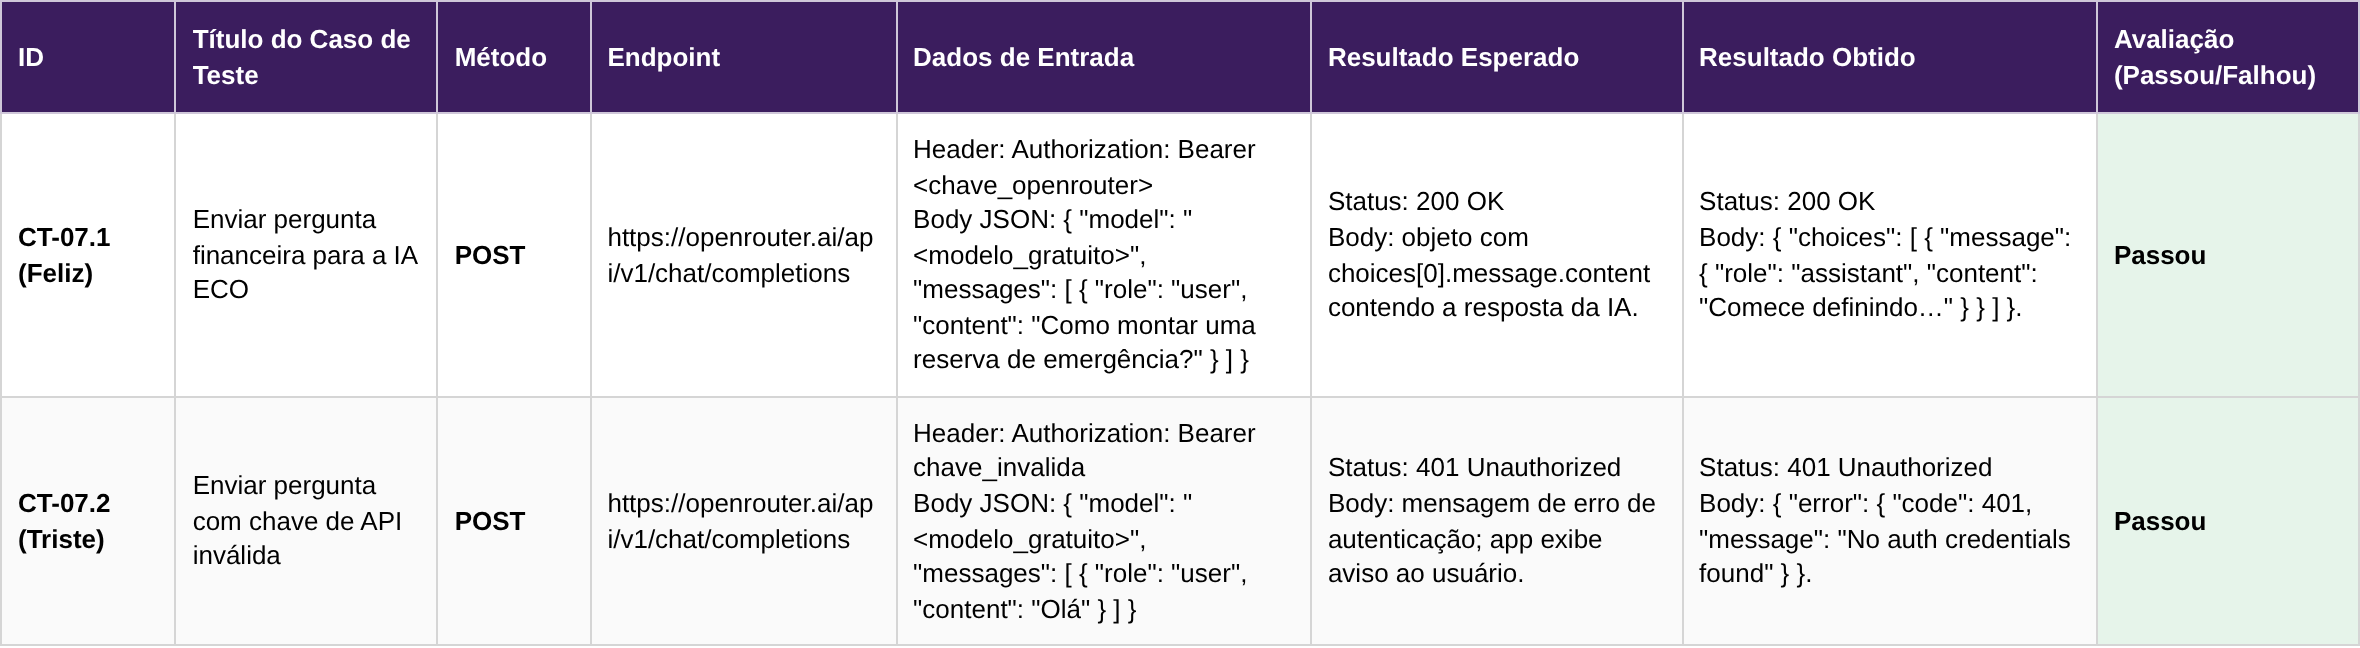 ID
Título do Caso de
Teste
Método
Endpoint
Dados de Entrada
Resultado Esperado
Resultado Obtido
Avaliação
(Passou/Falhou)
CT-07.1
(Feliz)
Enviar pergunta
financeira para a IA
ECO
POST
https://openrouter.ai/ap
i/v1/chat/completions
Header: Authorization: Bearer
<chave_openrouter>
Body JSON: { "model": "
<modelo_gratuito>",
"messages": [ { "role": "user",
"content": "Como montar uma
reserva de emergência?" } ] }
Status: 200 OK
Body: objeto com
choices[0].message.content
contendo a resposta da IA.
Status: 200 OK
Body: { "choices": [ { "message":
{ "role": "assistant", "content":
"Comece definindo…" } } ] }.
Passou
CT-07.2
(Triste)
Enviar pergunta
com chave de API
inválida
POST
https://openrouter.ai/ap
i/v1/chat/completions
Header: Authorization: Bearer
chave_invalida
Body JSON: { "model": "
<modelo_gratuito>",
"messages": [ { "role": "user",
"content": "Olá" } ] }
Status: 401 Unauthorized
Body: mensagem de erro de
autenticação; app exibe
aviso ao usuário.
Status: 401 Unauthorized
Body: { "error": { "code": 401,
"message": "No auth credentials
found" } }.
Passou